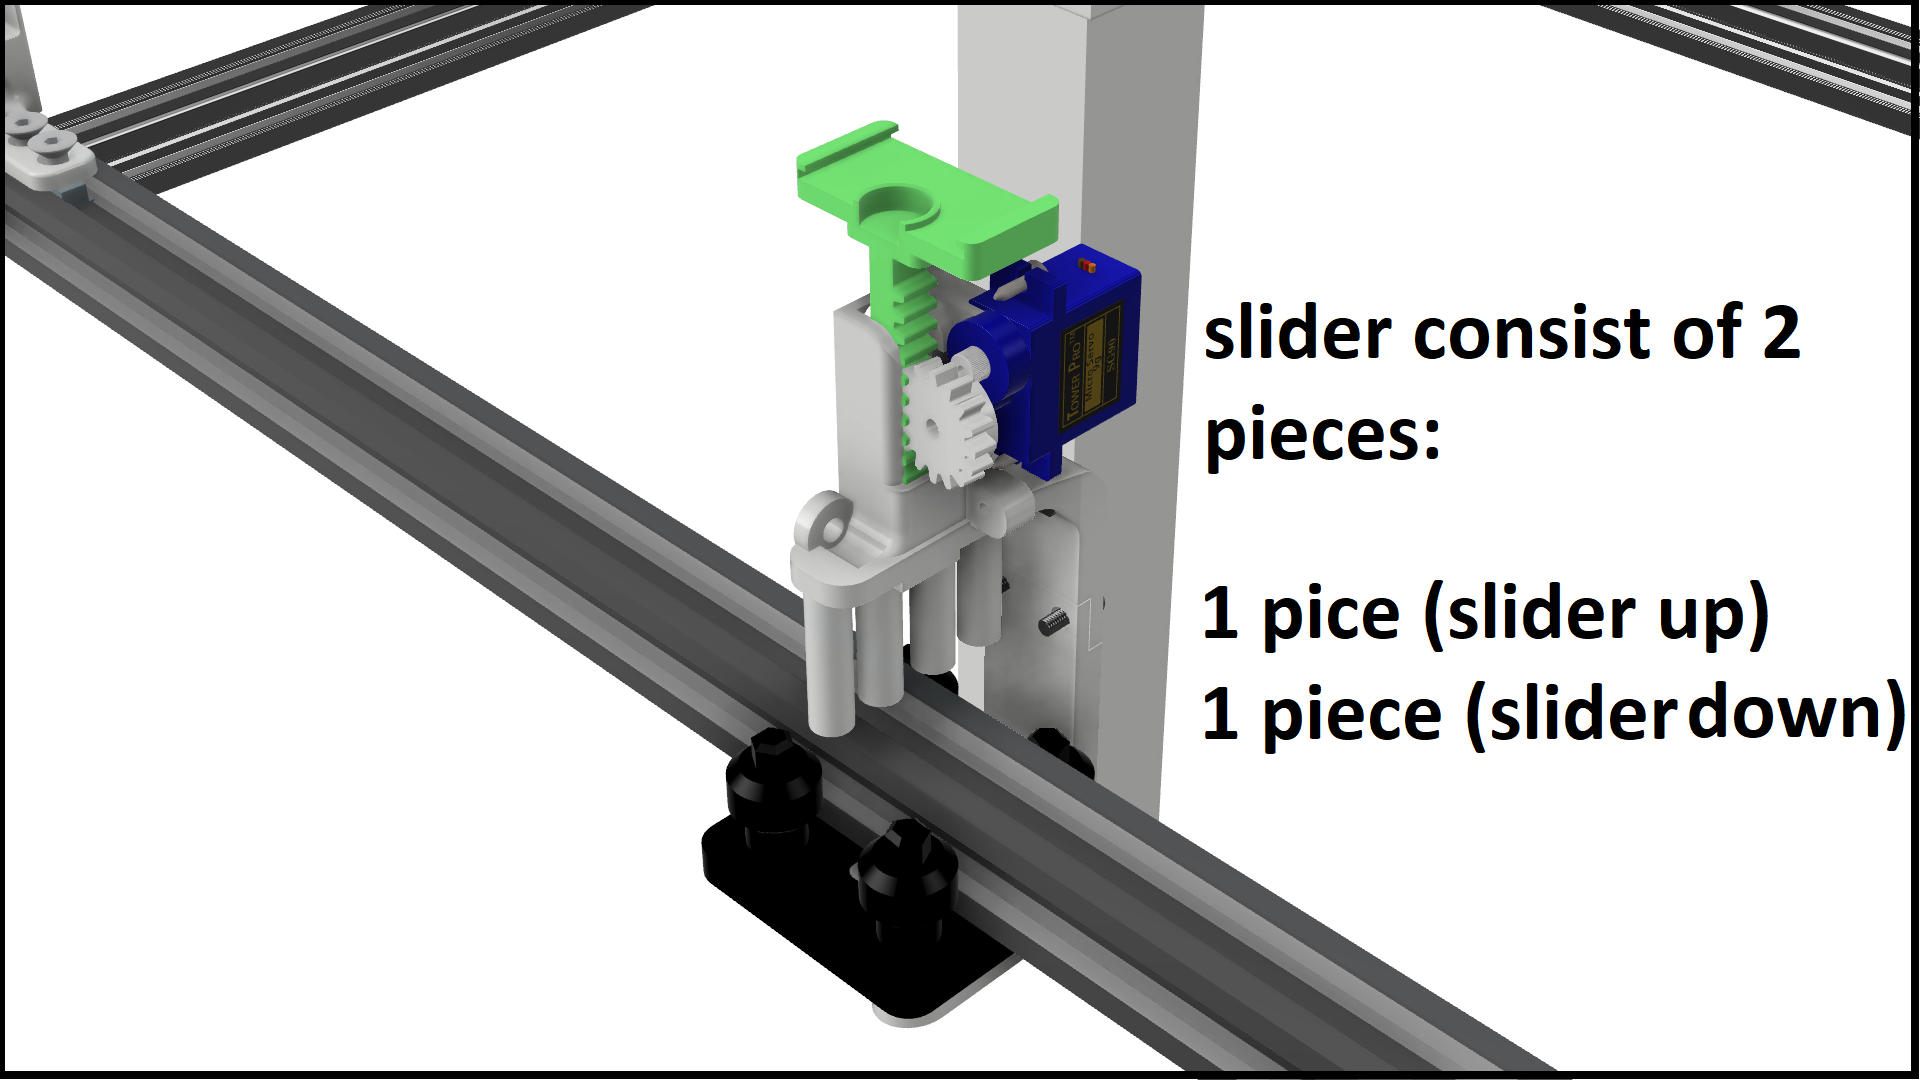 slider consist of 2
pieces:
1 pice (slider up)
1 piece (slider down)
TOWER PRO™
Micro Servo
9g
SG90